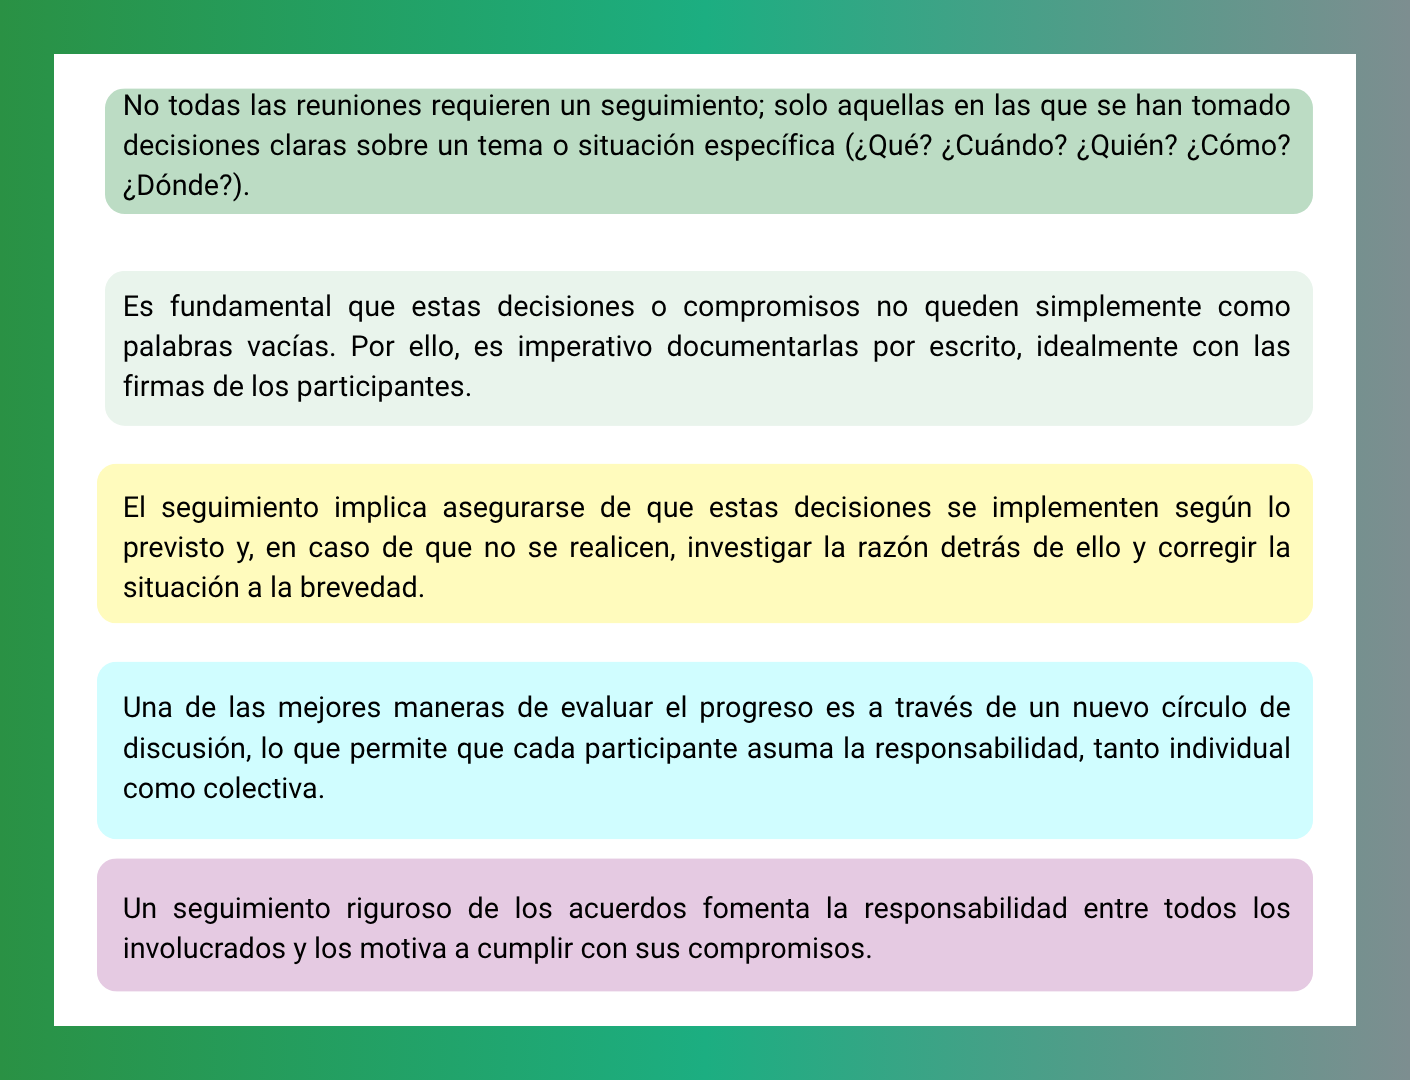 No todas las reuniones requieren un seguimiento; solo aquellas en las que se han tomado
decisiones claras sobre un tema o situación específica (¿Qué? ¿Cuándo? ¿Quién? ¿Cómo?
¿Dónde?).
Es fundamental que estas decisiones o compromisos no queden simplemente como
palabras vacías. Por ello, es imperativo documentarlas por escrito, idealmente con las
firmas de los participantes.
El seguimiento implica asegurarse de que estas decisiones se implementen según lo
previsto y, en caso de que no se realicen, investigar la razón detrás de ello y corregir la
situación a la brevedad.
Una de las mejores maneras de evaluar el progreso es a través de un nuevo círculo de
discusión, lo que permite que cada participante asuma la responsabilidad, tanto individual
como colectiva.
Un seguimiento riguroso de los acuerdos fomenta la responsabilidad entre todos los
involucrados y los motiva a cumplir con sus compromisos.